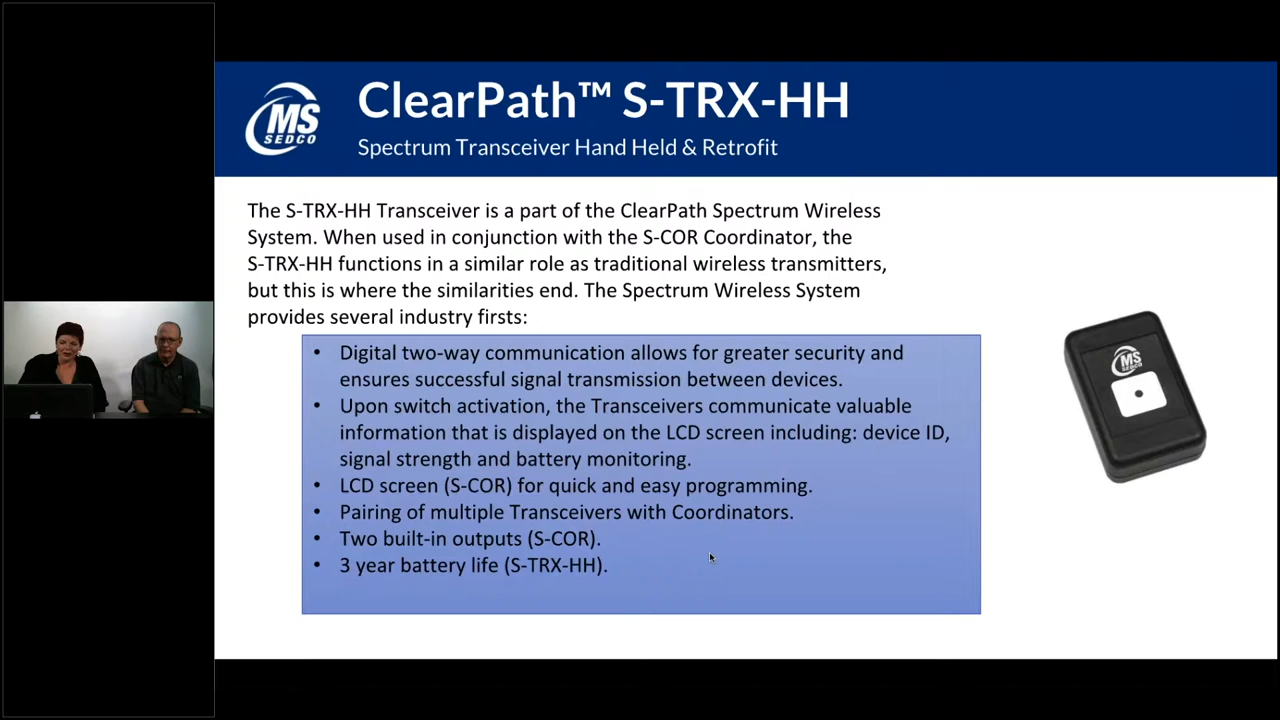 MS
SEDCO
ClearPath™ S-TRX-HH
Spectrum Transceiver Hand Held & Retrofit
The S-TRX-HH Transceiver is a part of the ClearPath Spectrum Wireless
System. When used in conjunction with the S-COR Coordinator, the
S-TRX-HH functions in a similar role as traditional wireless transmitters,
but this is where the similarities end. The Spectrum Wireless System
provides several industry firsts:
• Digital two-way communication allows for greater security and
ensures successful signal transmission between devices.
• Upon switch activation, the Transceivers communicate valuable
information that is displayed on the LCD screen including: device ID,
signal strength and battery monitoring.
• LCD screen (S-COR) for quick and easy programming.
• Pairing of multiple Transceivers with Coordinators.
• Two built-in outputs (S-COR).
• 3 year battery life (S-TRX-HH).
MS
SEDCO